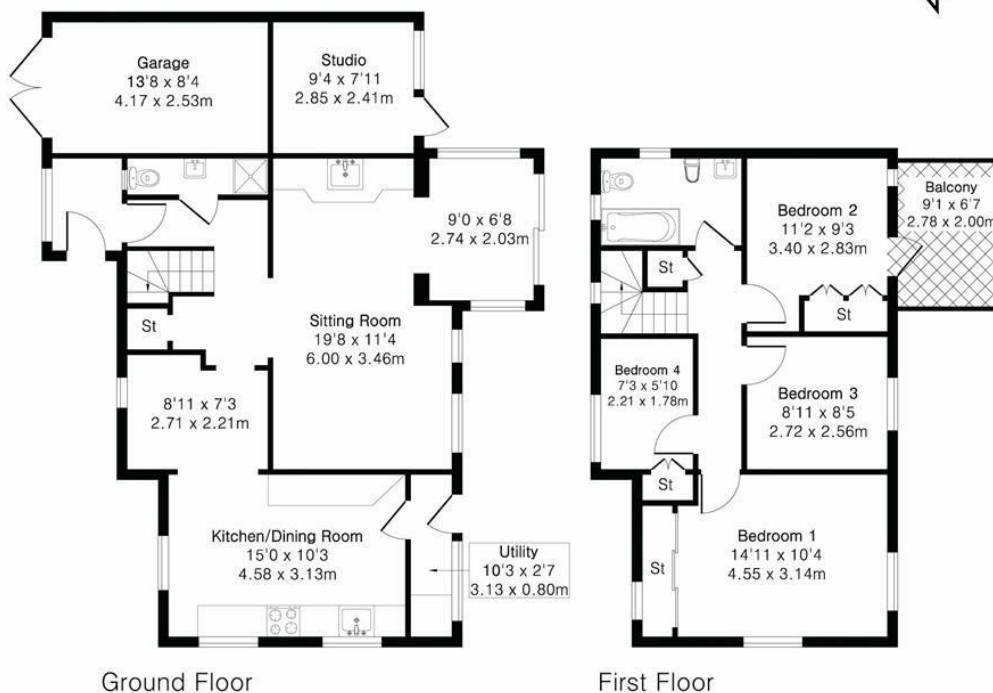 Garage
13'8 x 8'4
4.17 x 2.53m
Studio
9'4 x 7'11
2.85 x 2.41m
9'0 x 6'8
2.74 x 2.03m
Sitting Room
19'8 x 11'4
6.00 x 3.46m
St
8'11 x 7'3
2.71 x 2.21m
Kitchen/Dining Room
15'0 x 10'3
4.58 x 3.13m
Utility
10'3 x 2'7
3.13 x 0.80m
Ground Floor
Balcony
9'1 x 6'7
2.78 x 2.00m
Bedroom 2
11'2 x 9'3
3.40 x 2.83m
St
St
Bedroom 4
7'3 x 5'10
2.21 x 1.78m
Bedroom 3
8'11 x 8'5
2.72 x 2.56m
St
St
Bedroom 1
14'11 x 10'4
4.55 x 3.14m
First Floor